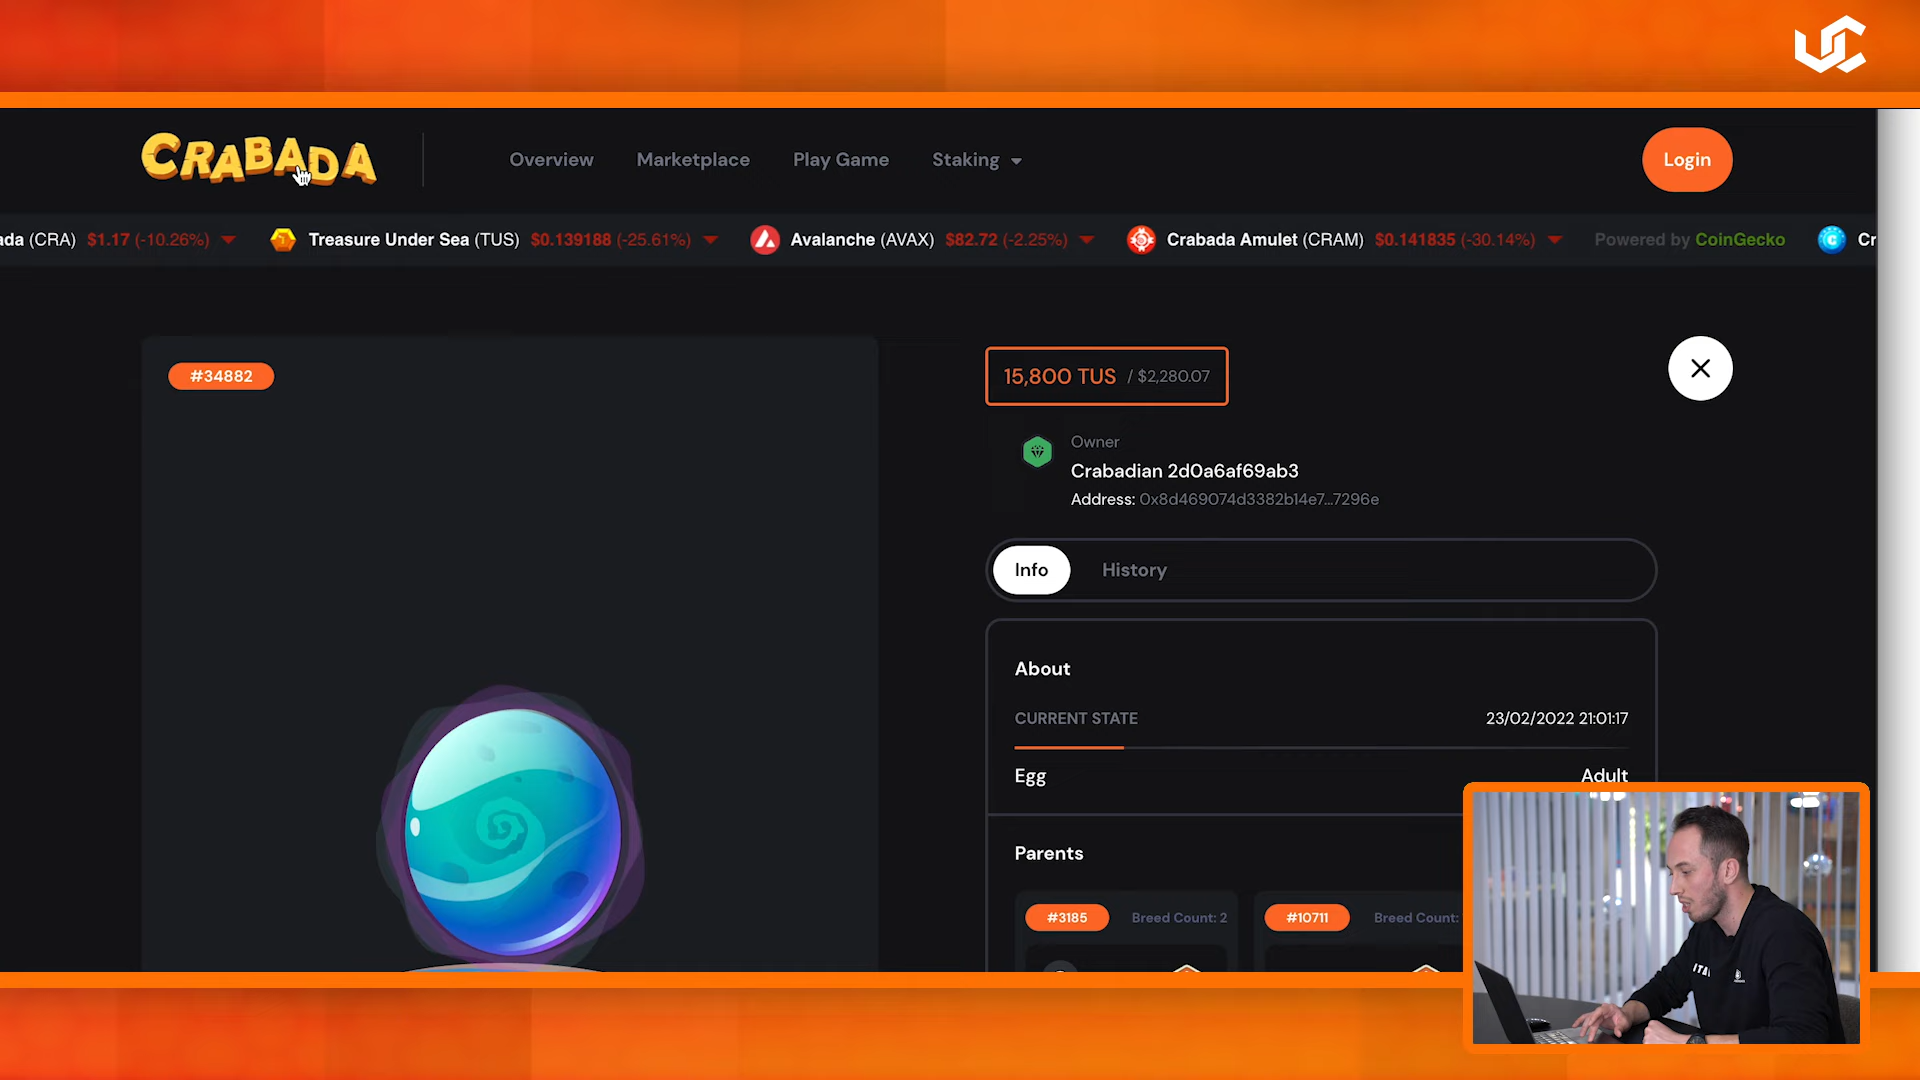 UC
CRABADA
Overview Marketplace Play Game Staking
Login
ada (CRA) $1.17 (-10.26%) Treasure Under Sea (TUS) $0.139188 (-25.61%) Avalanche (AVAX) $82.72 (-2.25%) Crabada Amulet (CRAM) $0.141835 (-30.14%) Powered by CoinGecko Cr
#34882
15,800 TUS / $2,280.07
Owner
Crabadian 2d0a6af69ab3
Address: 0x8d469074d3382b14e7...7296e
Info History
About
CURRENT STATE 23/02/2022 21:01:17
Egg Adult
Parents
#3185 Breed Count: 2 #10711 Breed Count: